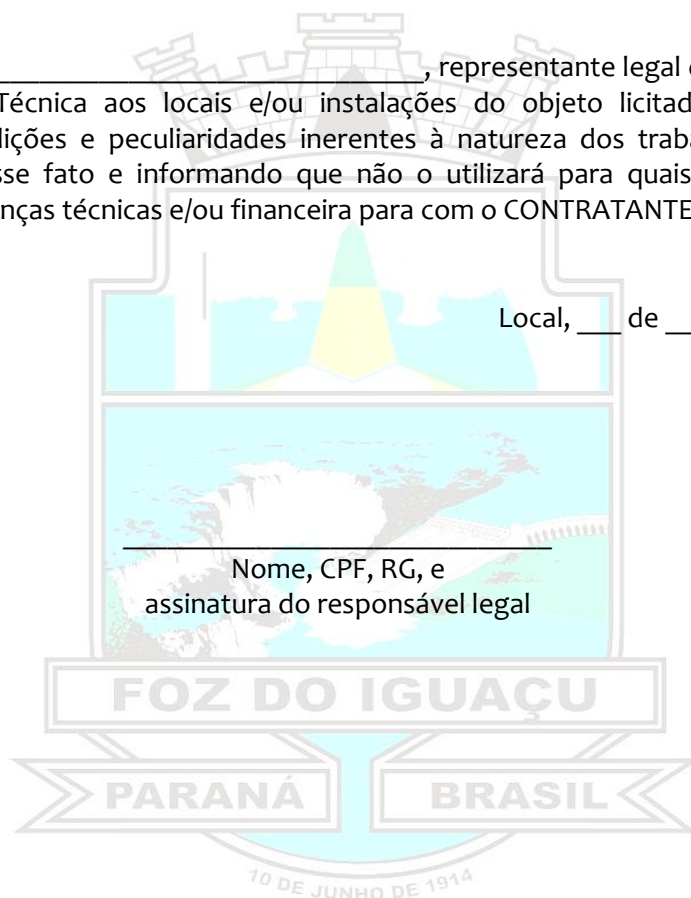 ______________________________, representante legal
Técnica aos locais e/ou instalações do objeto licitad
lições e peculiaridades inerentes à natureza dos traba
sse fato e informando que não o utilizará para quais
nças técnicas e/ou financeira para com o CONTRATANTE
Local, ___ de __
______________________________
Nome, CPF, RG, e
assinatura do responsável legal
FOZ DO IGUAÇU
PARANÁ BRASIL
10 DE JUNHO DE 1914